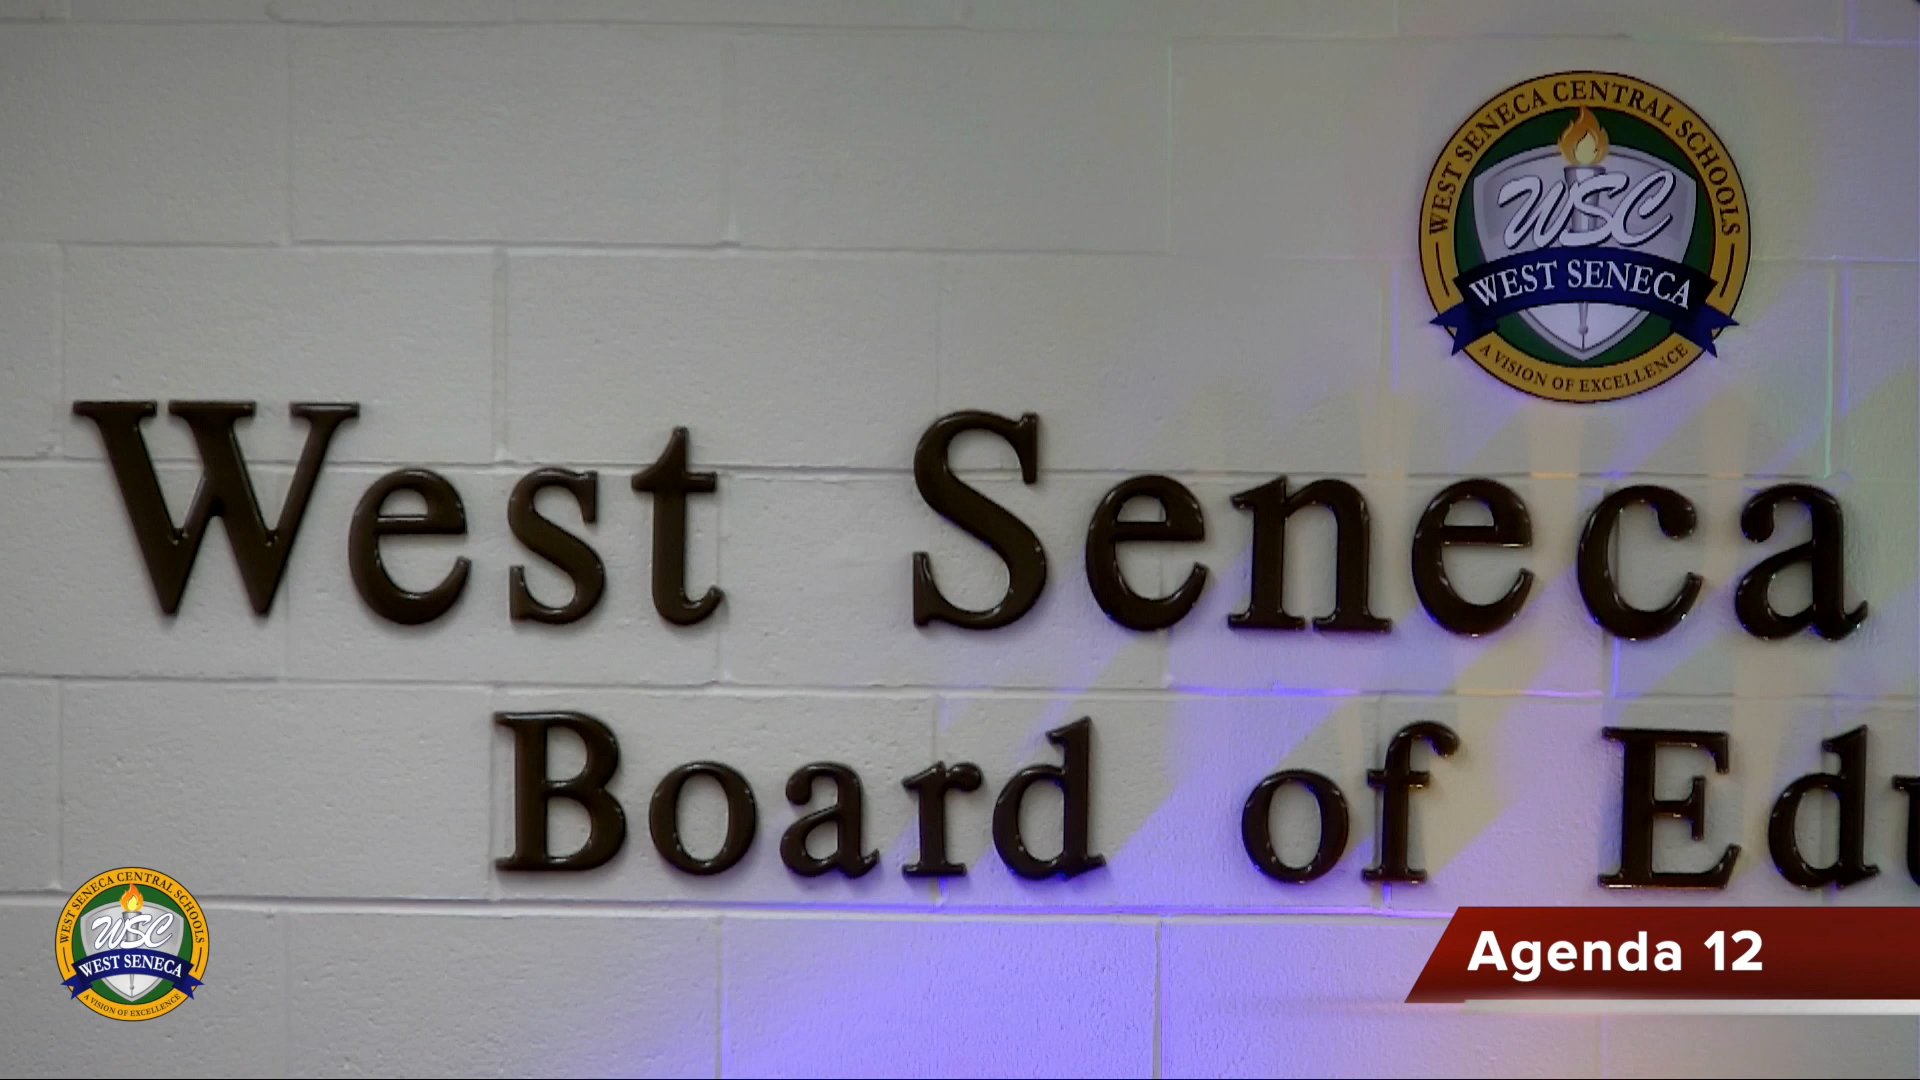 WEST SENECA CENTRAL SCHOOLS
WSC
WEST SENECA
A VISION OF EXCELLENCE
West Seneca
Board of Edu
WEST SENECA CENTRAL SCHOOLS
WSC
WEST SENECA
A VISION OF EXCELLENCE
Agenda 12